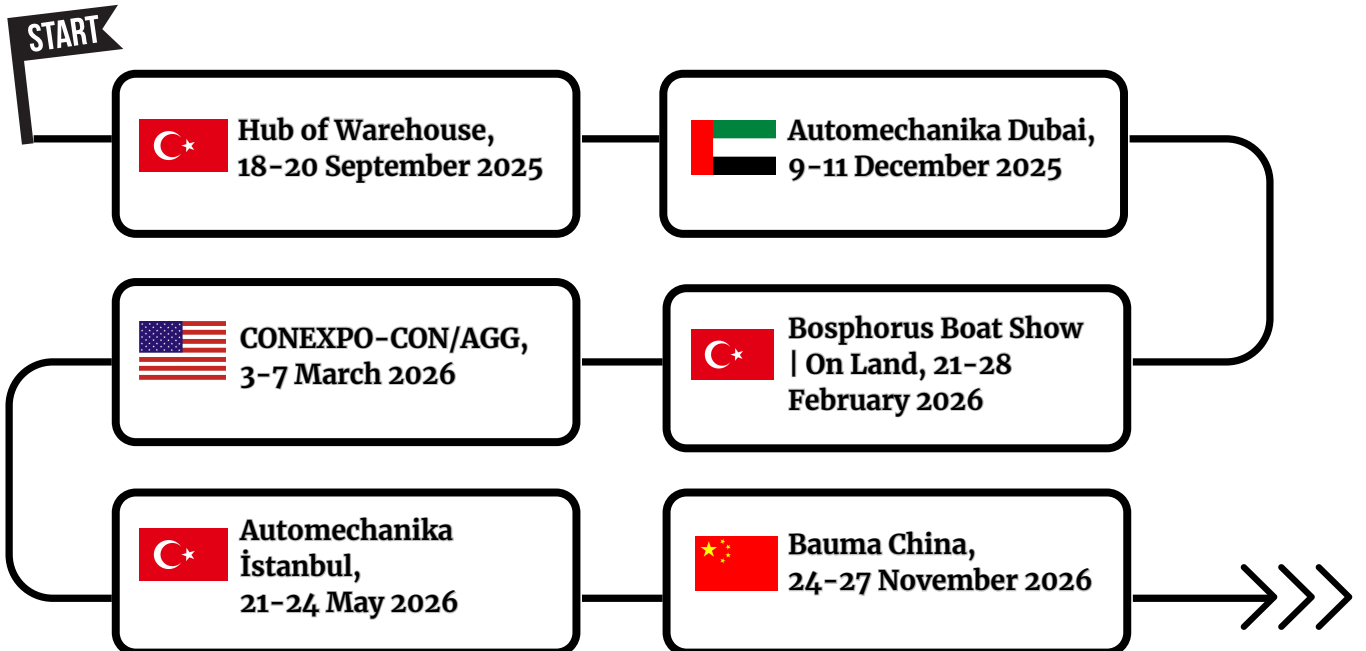 START
Hub of Warehouse,
18-20 September 2025
Automechanika Dubai,
9-11 December 2025
Bosphorus Boat Show
| On Land, 21-28
February 2026
CONEXPO-CON/AGG,
3-7 March 2026
Automechanika
İstanbul,
21-24 May 2026
Bauma China,
24-27 November 2026